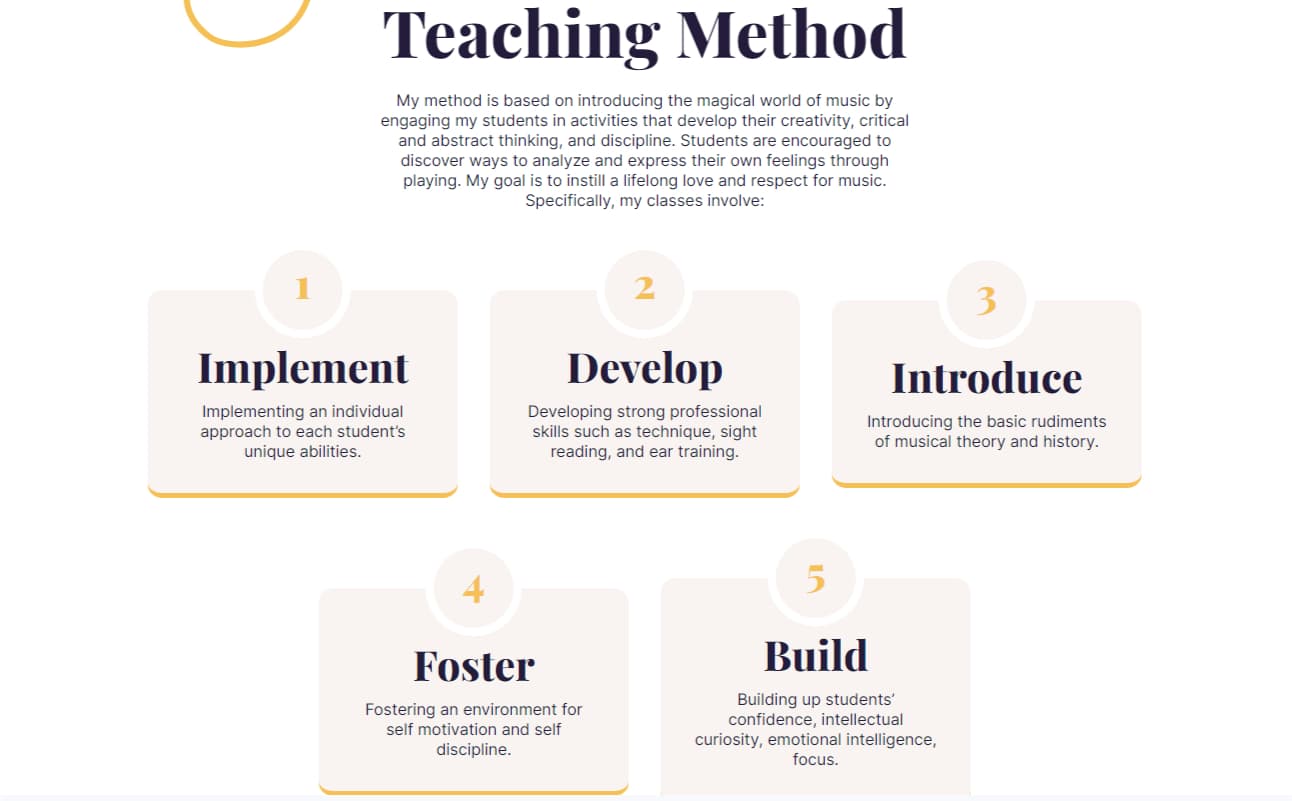 Teaching Method
My method is based on introducing the magical world of music by
engaging my students in activities that develop their creativity, critical
and abstract thinking, and discipline. Students are encouraged to
discover ways to analyze and express their own feelings through
playing. My goal is to instill a lifelong love and respect for music.
Specifically, my classes involve:
1
Implement
Implementing an individual
approach to each student’s
unique abilities.
2
Develop
Developing strong professional
skills such as technique, sight
reading, and ear training.
3
Introduce
Introducing the basic rudiments
of musical theory and history.
4
Foster
Fostering an environment for
self motivation and self
discipline.
5
Build
Building up students’
confidence, intellectual
curiosity, emotional intelligence,
focus.